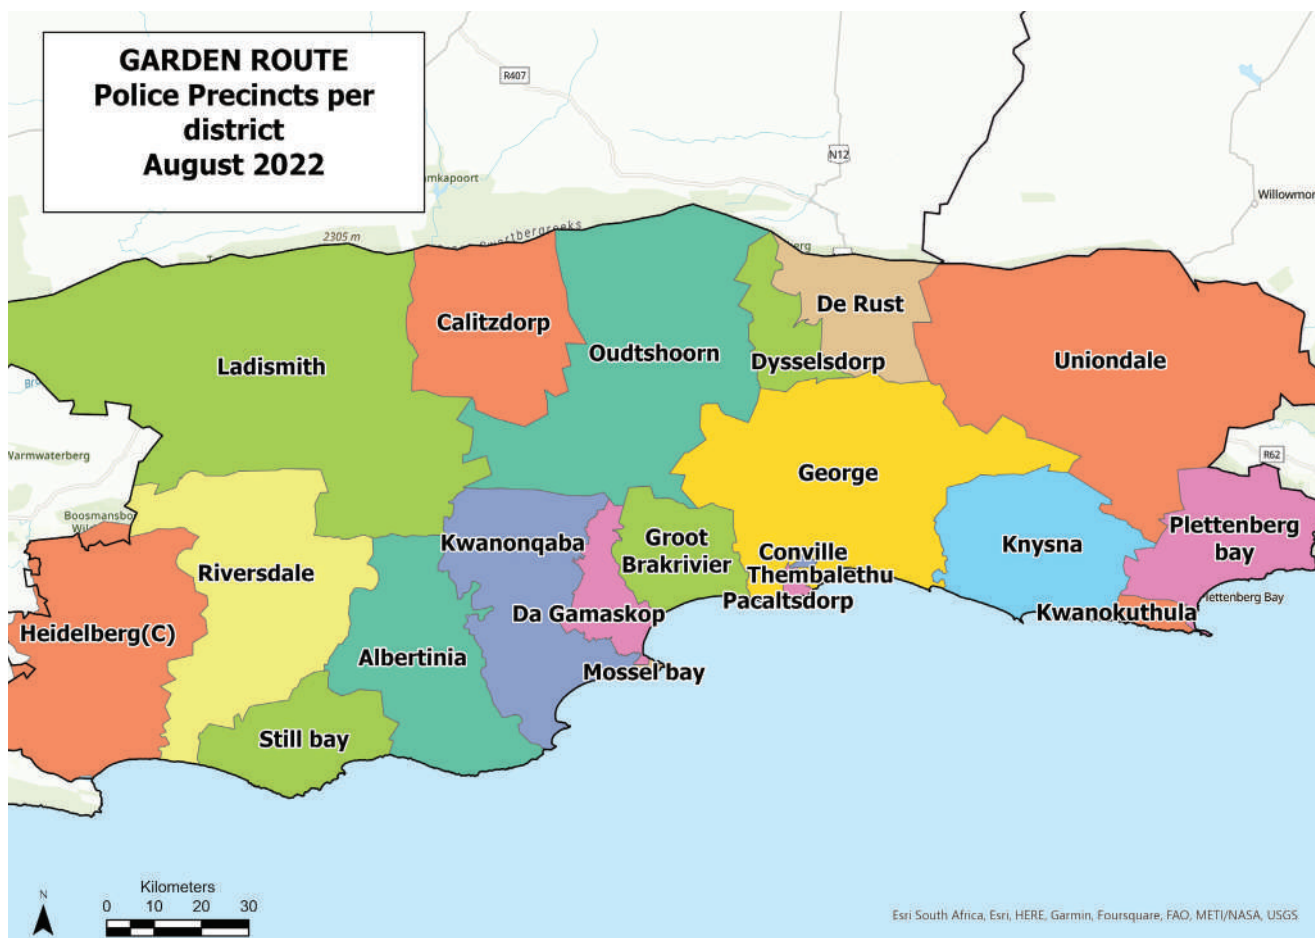 GARDEN ROUTE
Police Precincts per
district
August 2022
R407
N12
Willowmor
2305 m
Ladismith
Calitzdorp
Oudtshoorn
De Rust
Dysselsdorp
Uniondale
Warmwaterberg
R62
George
Boosmansbo
Kwanonqaba
Groot
Brakrivier
Conville
Thembalethu
Pacaltsdorp
Knysna
Plettenberg
bay
Riversdale
Da Gamaskop
Kwanokuthula
lettenberg Bay
Heidelberg(C)
Albertinia
Mossel bay
Still bay
N
Kilometers
0 10 20 30
Esri South Africa, Esri, HERE, Garmin, Foursquare, FAO, METI/NASA, USGS